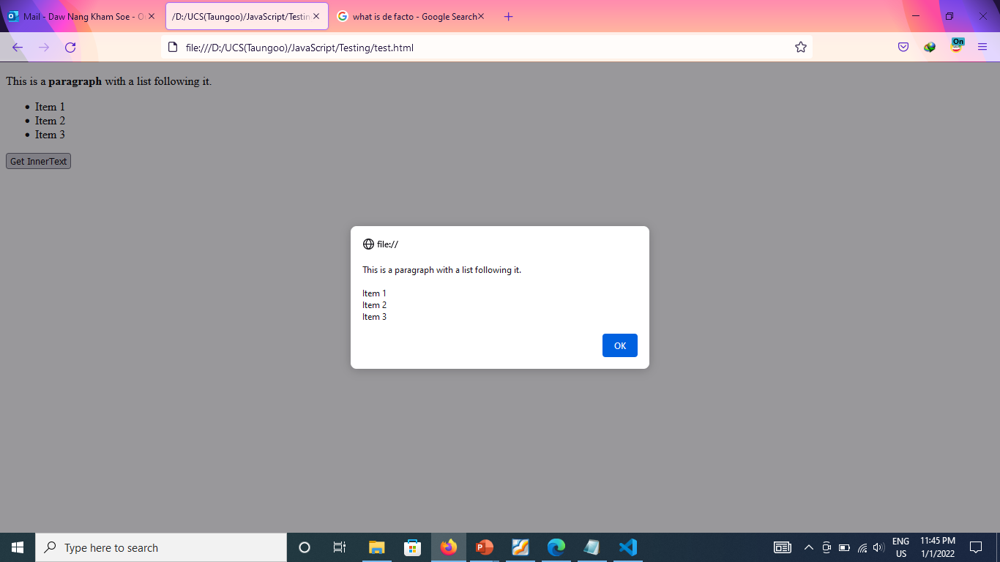 Mail - Daw Nang Kham Soe - O
/D:/UCS(Taungoo)/JavaScript/Testin
what is de facto - Google Search
file:///D:/UCS(Taungoo)/JavaScript/Testing/test.html
On
This is a paragraph with a list following it.
• Item 1
• Item 2
• Item 3
Get InnerText
file://
This is a paragraph with a list following it.
Item 1
Item 2
Item 3
OK
Type here to search
ENG
US
11:45 PM
1/1/2022